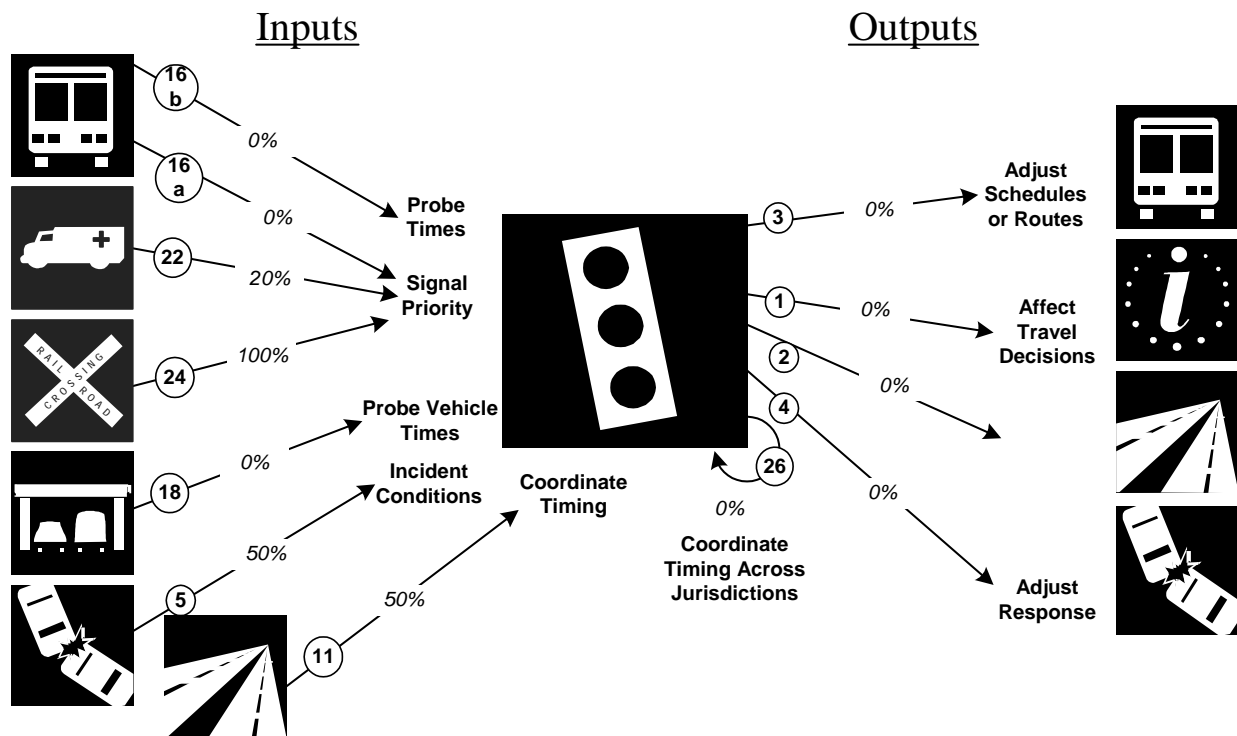 Inputs
Outputs
16
b
0%
16
a
0%
22
20%
24
100%
18
0%
5
50%
11
50%
RAIL ROAD
CROSSING
Probe
Times
Signal
Priority
Probe Vehicle
Times
Incident
Conditions
Coordinate
Timing
26
0%
Coordinate
Timing Across
Jurisdictions
3
0%
Adjust
Schedules
or Routes
1
0%
Affect
Travel
Decisions
i
2
0%
4
0%
Adjust
Response